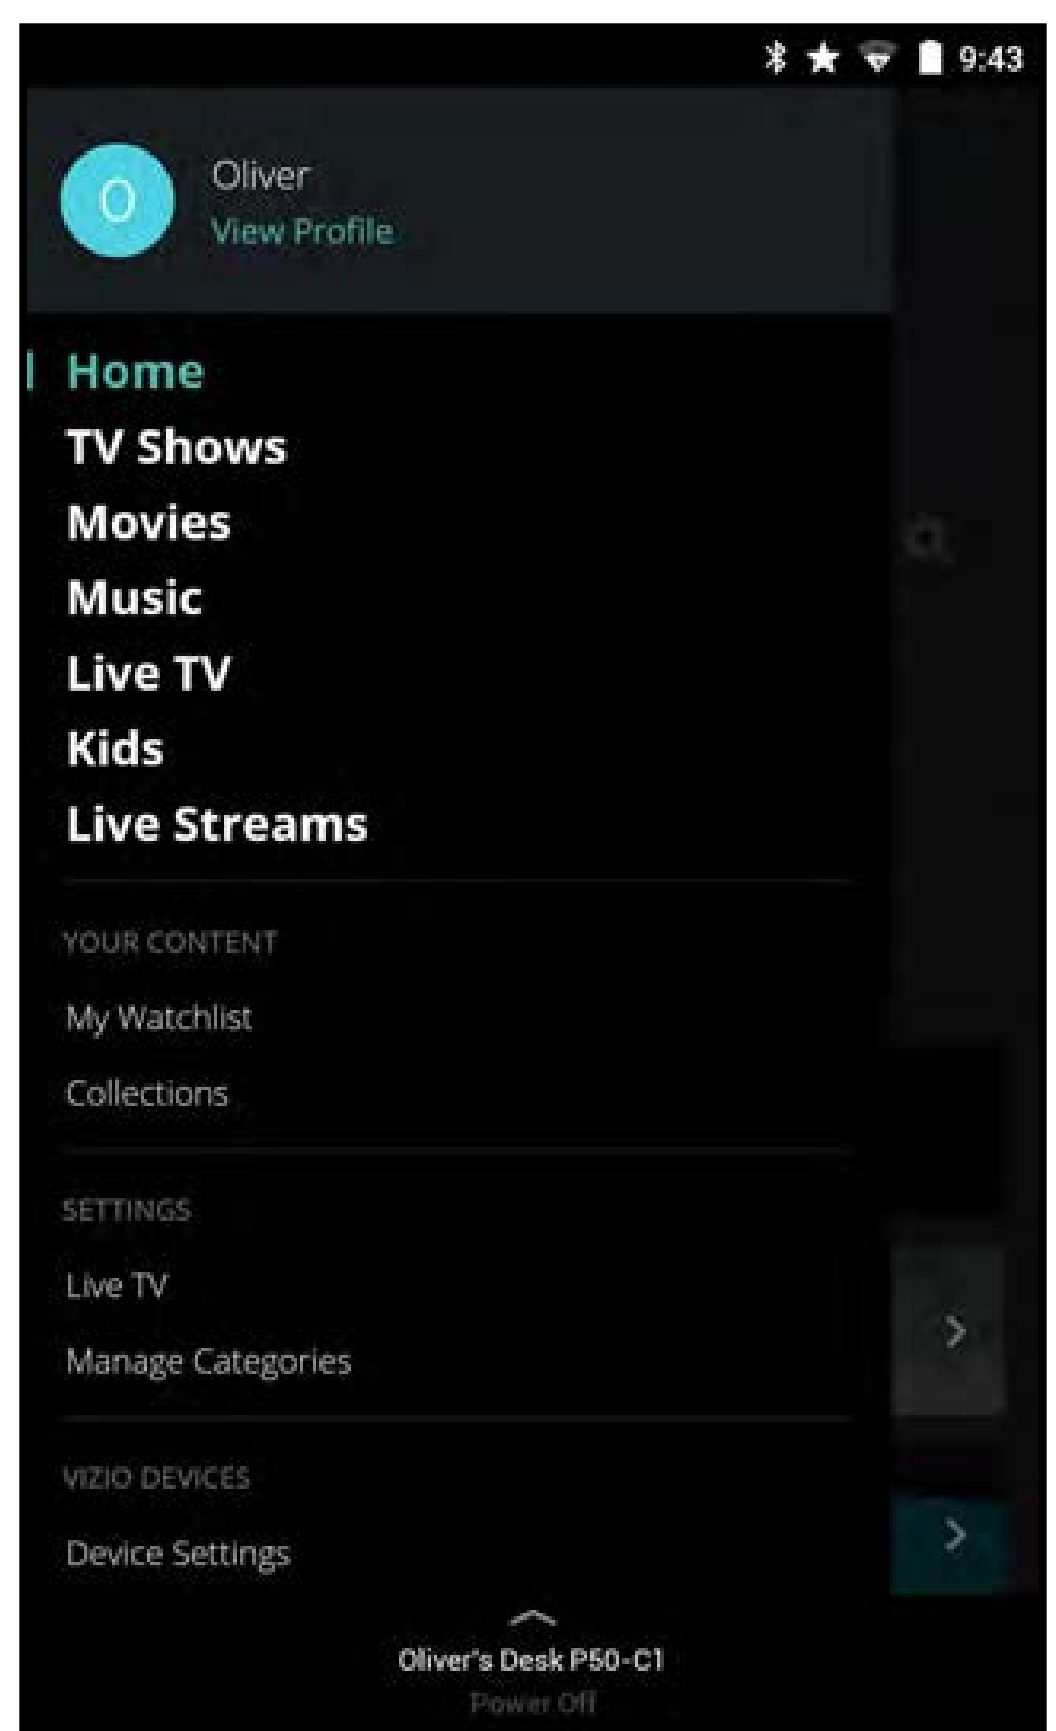 9:43
O
Oliver
View Profile
Home
TV Shows
Movies
Music
Live TV
Kids
Live Streams
YOUR CONTENT
My Watchlist
Collections
SETTINGS
Live TV
Manage Categories
VIZIO DEVICES
Device Settings
Oliver's Desk P50-C1
Power Off